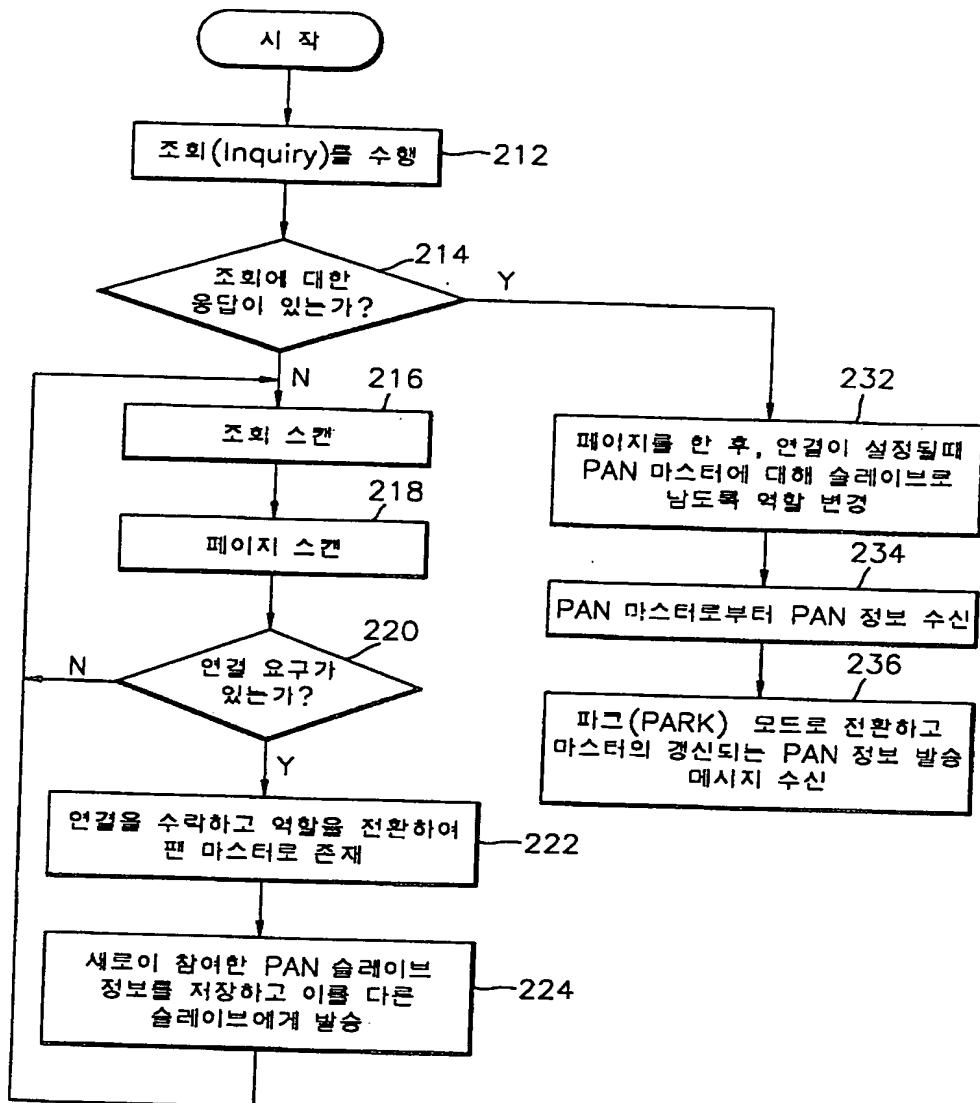 시 작
조회(Inquiry)를 수행
212
조회에 대한
응답이 있는가?
214
Y
N
216
조회 스캔
218
페이지 스캔
연결 요구가
있는가?
220
N
Y
연결을 수락하고 역할을 전환하여
팬 마스터로 존재
222
새로이 참여한 PAN 슬레이브
정보를 저장하고 이를 다른
슬레이브에게 발송
224
232
페이지를 한 후, 연결이 설정될때
PAN 마스터에 대해 슬레이브로
남도록 역할 변경
234
PAN 마스터로부터 PAN 정보 수신
236
파크(PARK) 모드로 전환하고
마스터의 갱신되는 PAN 정보 발송
메시지 수신